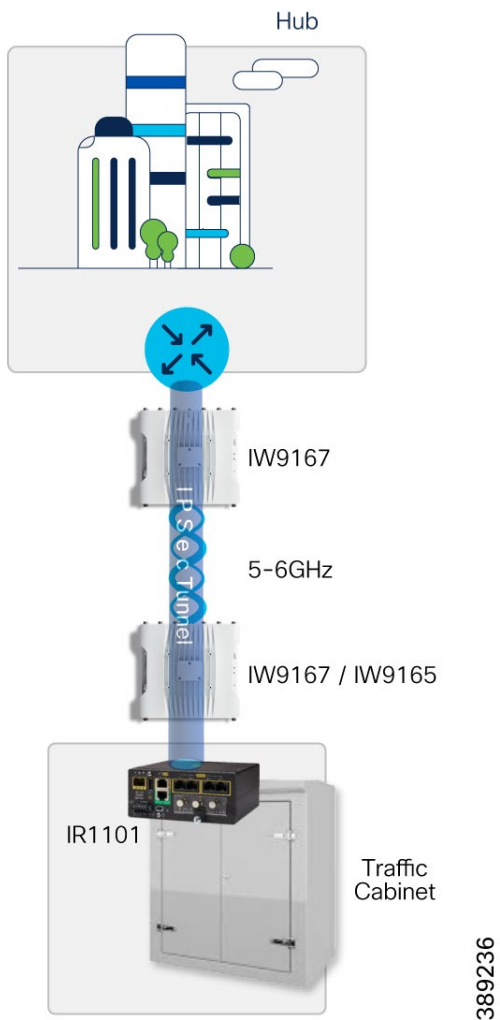 Hub
IW9167
IPSec Tunnel
5-6GHz
IW9167 / IW9165
IR1101
Traffic
Cabinet
389236